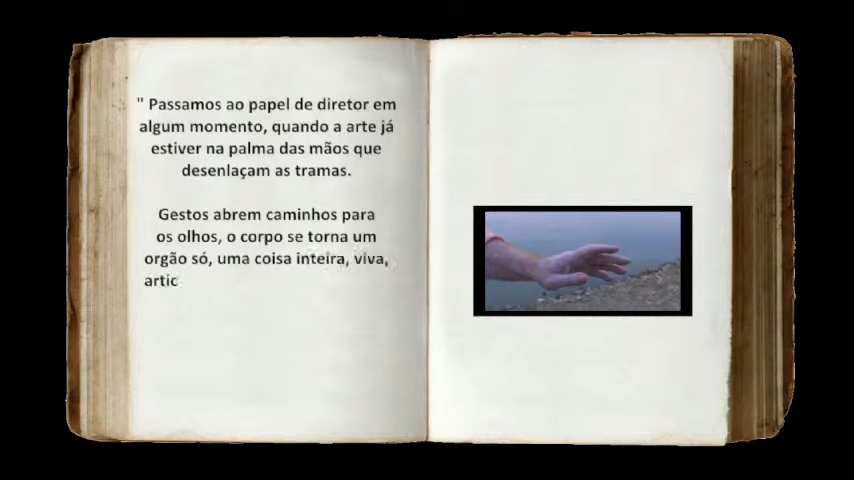 " Passamos ao papel de diretor em
algum momento, quando a arte já
estiver na palma das mãos que
desenlaçam as tramas.
Gestos abrem caminhos para
os olhos, o corpo se torna um
orgão só, uma coisa inteira, viva,
artic